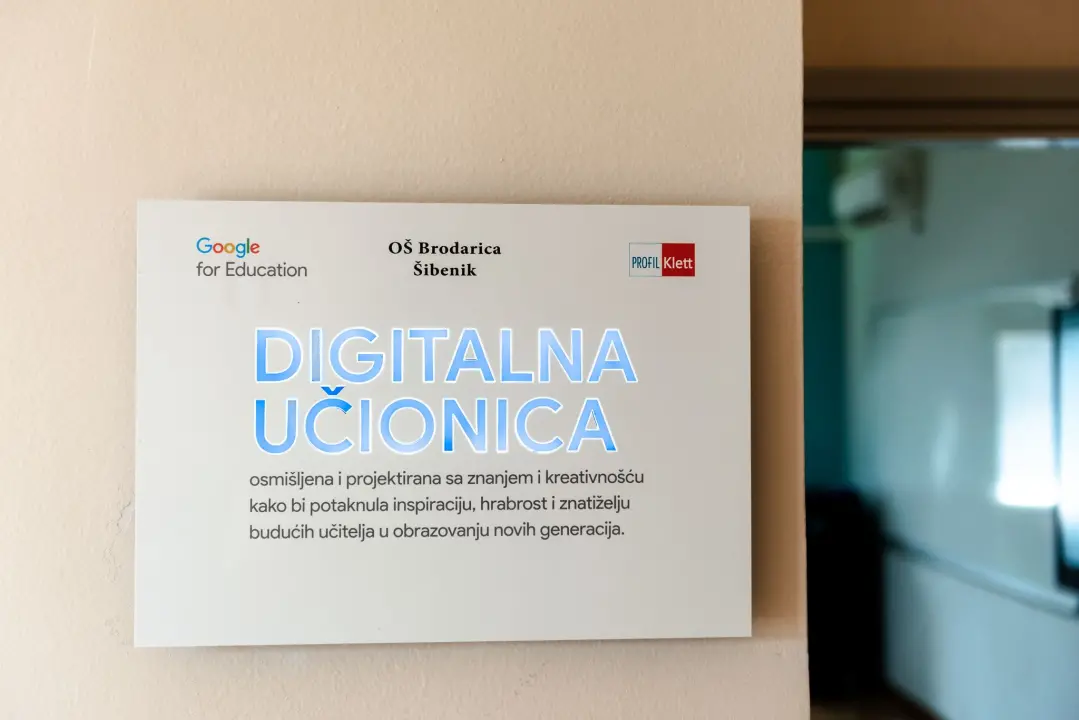 Google
for Education
OŠ Brodarica
Šibenik
PROFIL Klett
DIGITALNA
UČIONICA
osmišljena i projektirana sa znanjem i kreativnošću
kako bi potaknula inspiraciju, hrabrost i znatiželju
budućih učitelja u obrazovanju novih generacija.